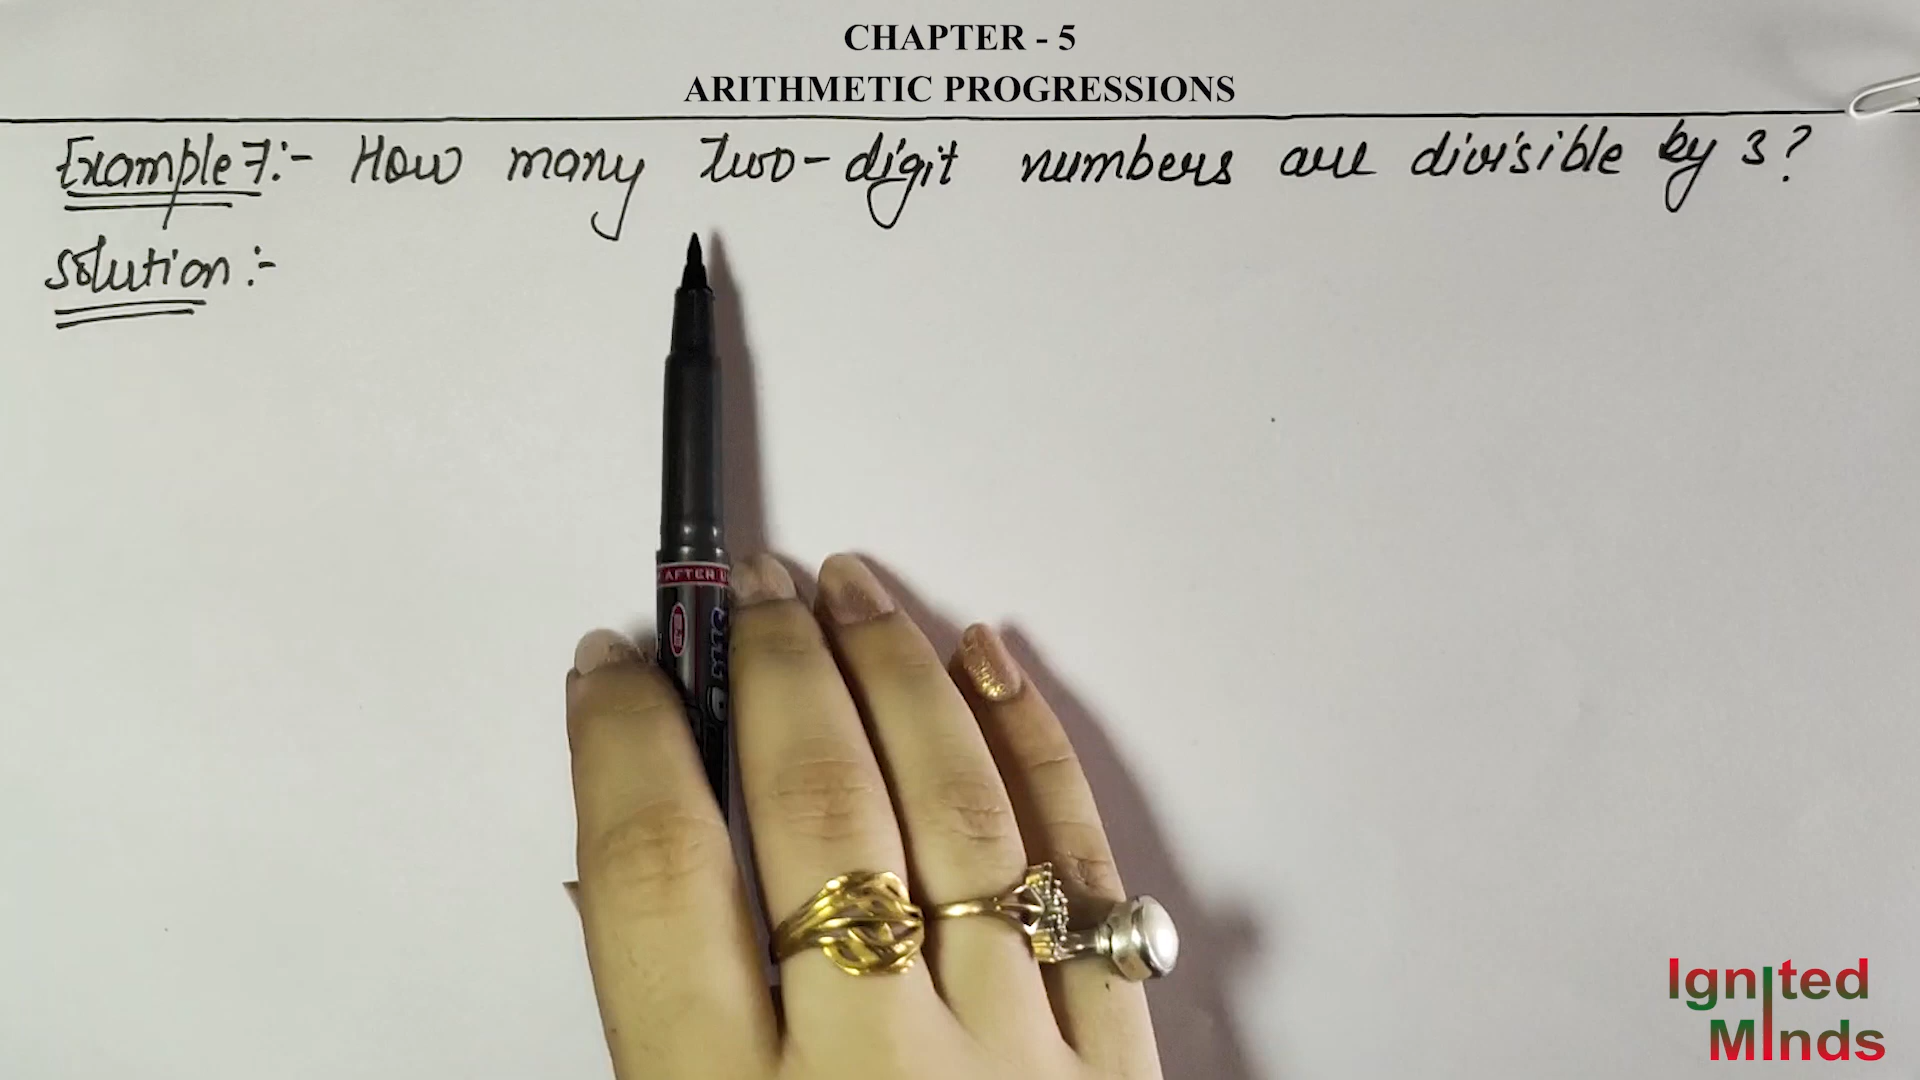 CHAPTER - 5
ARITHMETIC PROGRESSIONS
Example 7:- How many two-digit numbers are divisible by 3?
Solution:-
AFTER U
Ignited
Minds